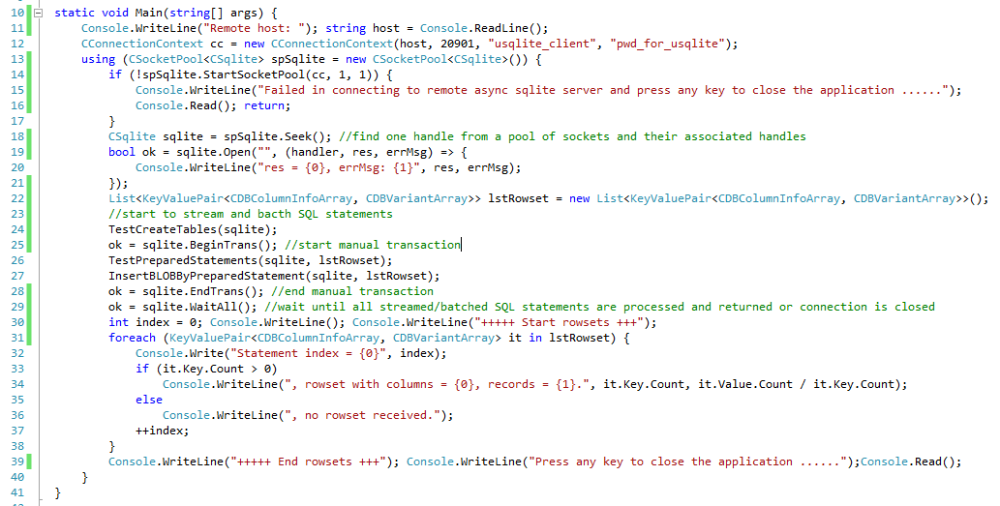 10 static void Main(string[] args) {
11 Console.WriteLine("Remote host: "); string host = Console.ReadLine();
12 CConnectionContext cc = new CConnectionContext(host, 20901, "usqlite_client", "pwd_for_usqlite");
13 using (CSocketPool<CSqlite> spSqlite = new CSocketPool<CSqlite>()) {
14 if (!spSqlite.StartSocketPool(cc, 1, 1)) {
15 Console.WriteLine("Failed in connecting to remote async sqlite server and press any key to close the application ......");
16 Console.Read(); return;
17 }
18 CSqlite sqlite = spSqlite.Seek(); //find one handle from a pool of sockets and their associated handles
19 bool ok = sqlite.Open("", (handler, res, errMsg) => {
20 Console.WriteLine("res = {0}, errMsg: {1}", res, errMsg);
21 });
22 List<KeyValuePair<CDBColumnInfoArray, CDBVariantArray>> lstRowset = new List<KeyValuePair<CDBColumnInfoArray, CDBVariantArray>>();
23 //start to stream and bacth SQL statements
24 TestCreateTables(sqlite);
25 ok = sqlite.BeginTrans(); //start manual transaction
26 TestPreparedStatements(sqlite, lstRowset);
27 InsertBLOBByPreparedStatement(sqlite, lstRowset);
28 ok = sqlite.EndTrans(); //end manual transaction
29 ok = sqlite.WaitAll(); //wait until all streamed/batched SQL statements are processed and returned or connection is closed
30 int index = 0; Console.WriteLine(); Console.WriteLine("+++++ Start rowsets +++");
31 foreach (KeyValuePair<CDBColumnInfoArray, CDBVariantArray> it in lstRowset) {
32 Console.Write("Statement index = {0}", index);
33 if (it.Key.Count > 0)
34 Console.WriteLine(", rowset with columns = {0}, records = {1}.", it.Key.Count, it.Value.Count / it.Key.Count);
35 else
36 Console.WriteLine(", no rowset received.");
37 ++index;
38 }
39 Console.WriteLine("+++++ End rowsets +++"); Console.WriteLine("Press any key to close the application ......");Console.Read();
40 }
41 }